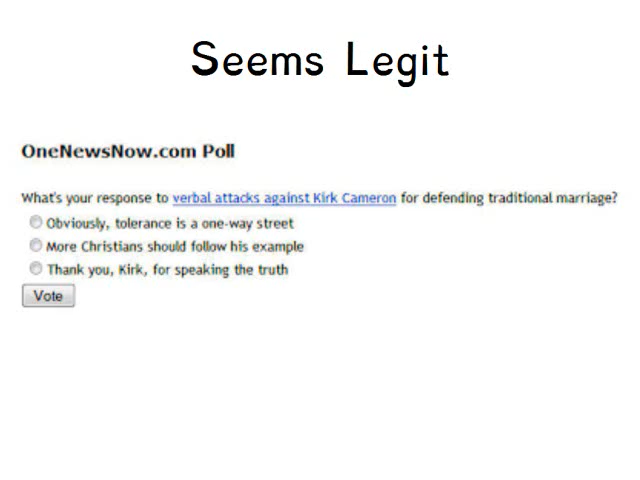 Seems Legit
OneNewsNow.com Poll
What's your response to verbal attacks against Kirk Cameron for defending traditional marriage?
Obviously, tolerance is a one-way street
More Christians should follow his example
Thank you, Kirk, for speaking the truth
Vote